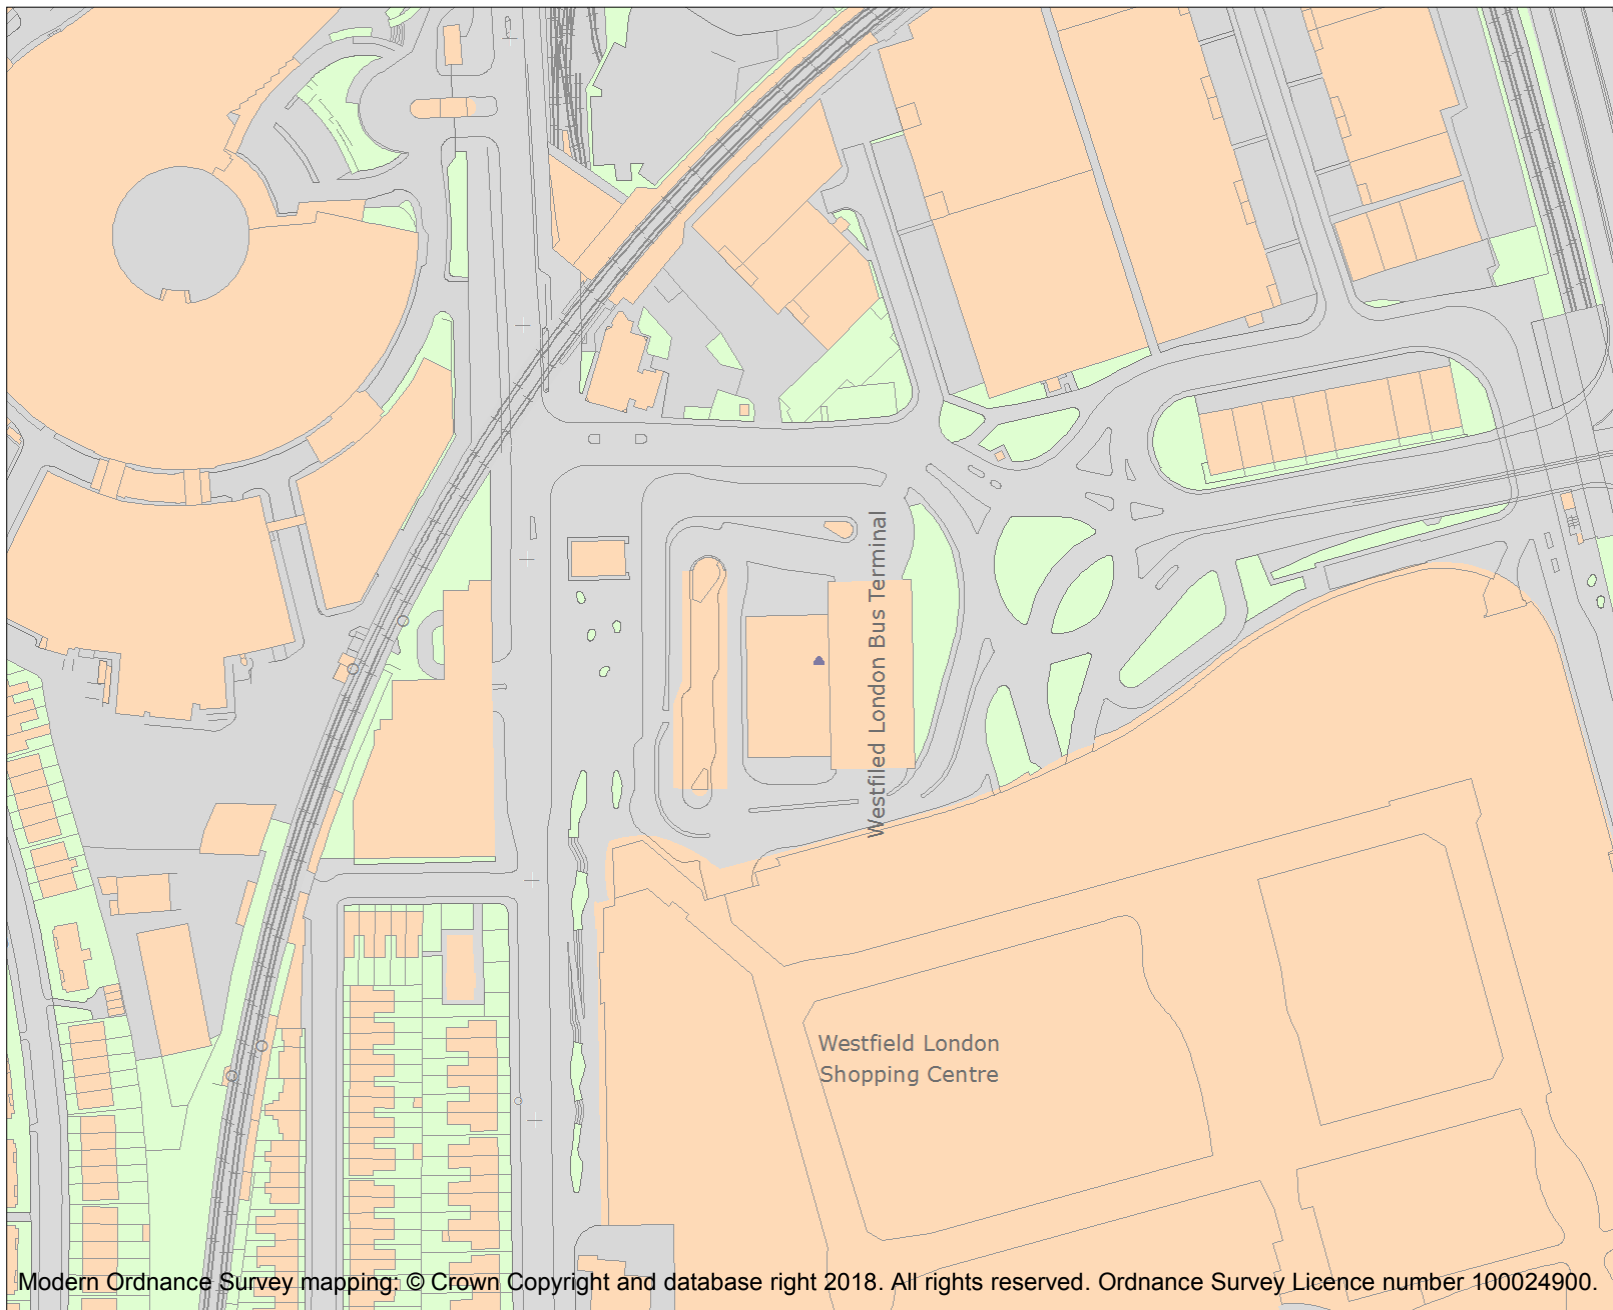 Westfiled London Bus Terminal
Westfield London
Shopping Centre
Modern Ordnance Survey mapping: © Crown Copyright and database right 2018. All rights reserved. Ordnance Survey Licence number 100024900.